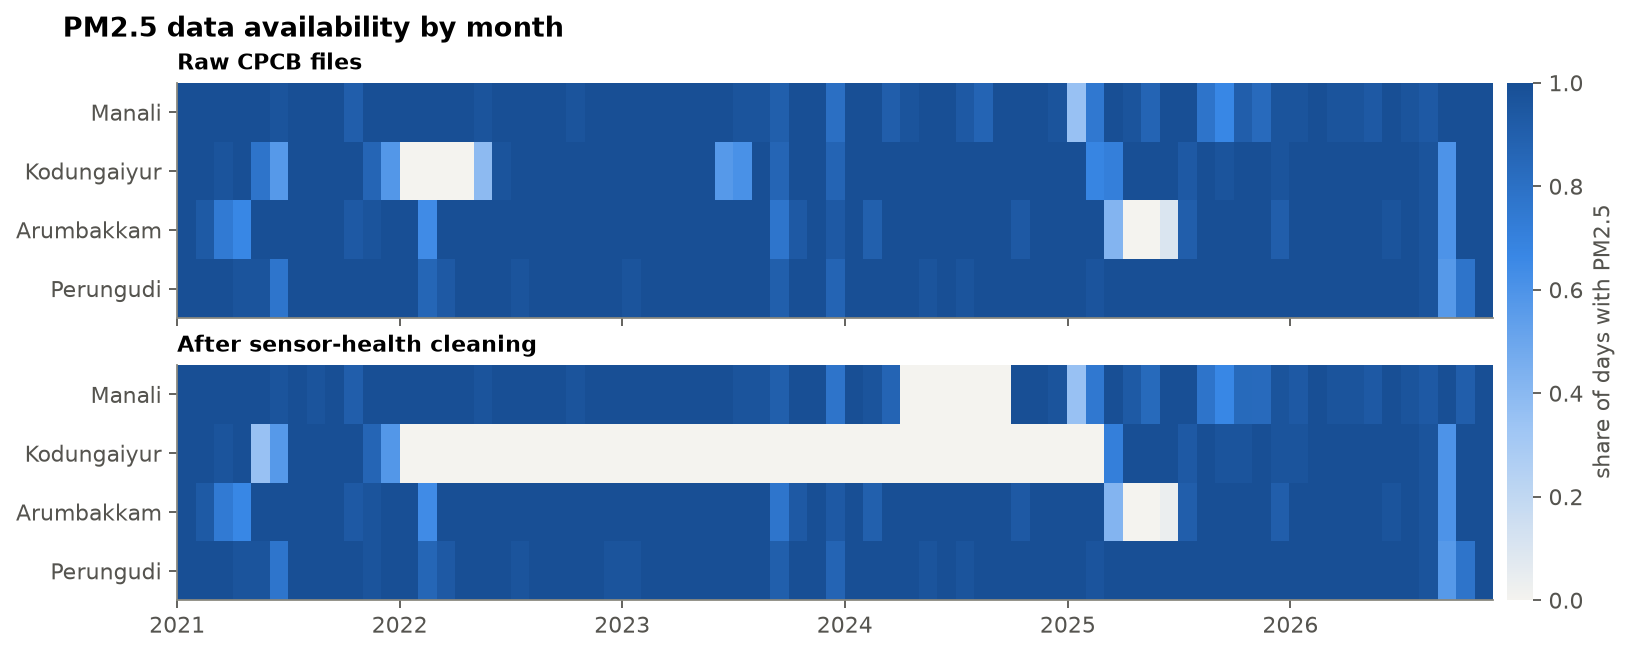 PM2.5 data availability by month
Raw CPCB files
Manali
Kodungaiyur
Arumbakkam
Perungudi
After sensor-health cleaning
Manali
Kodungaiyur
Arumbakkam
Perungudi
2021 2022 2023 2024 2025 2026
1.0
0.8
0.6
0.4
0.2
0.0
share of days with PM2.5